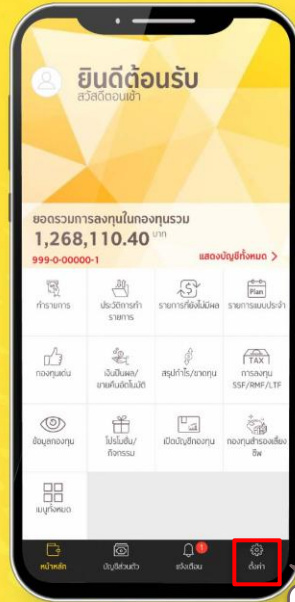 ยินดีต้อนรับ
สวัสดีตอนเช้า
ยอดรวมการลงทุนในกองทุนรวม
1,268,110.40 บาท
999-0-00000-1 แสดงบัญชีทั้งหมด >
ทำรายการ
ประวัติการทำ
รายการ
รายการที่ยังไม่มีผล
Plan
รายการแบบประจำ
กองทุนเด่น
เงินปันผล/
ขายคืนอัตโนมัติ
สรุปกำไร/ขาดทุน
TAX
การลงทุน
SSF/RMF/LTF
ข้อมูลกองทุน
โปรโมชั่น/
กิจกรรม
เปิดบัญชีกองทุน
กองทุนสำรองเลี้ยง
ชีพ
เมนูทั้งหมด
หน้าหลัก
บัญชีส่วนตัว
1
แจ้งเตือน
ตั้งค่า